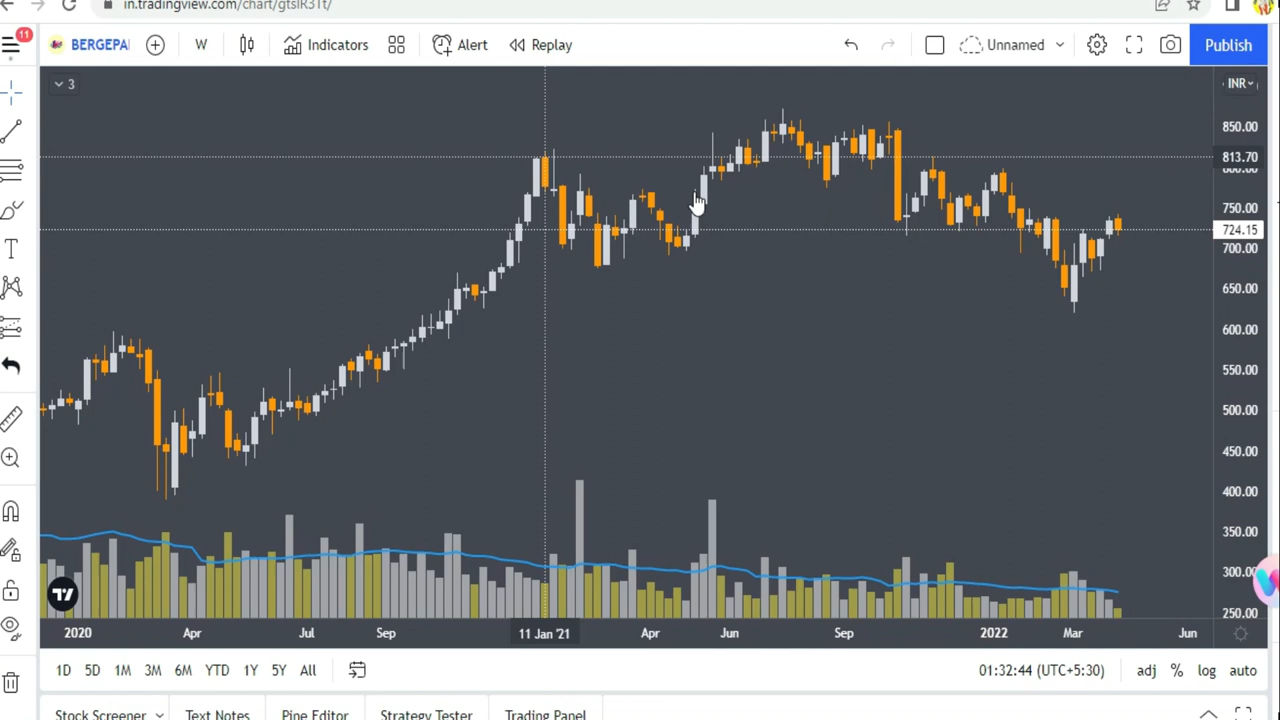 in.tradingview.com/chart/gtslR31t/
11
BERGEPA
W
Indicators
Alert
Replay
Unnamed
Publish
3
INR
850.00
813.70
800.00
750.00
724.15
700.00
650.00
600.00
550.00
500.00
450.00
400.00
350.00
300.00
250.00
2020 Apr Jul Sep 11 Jan '21 Apr Jun Sep 2022 Mar Jun
1D 5D 1M 3M 6M YTD 1Y 5Y All
01:32:44 (UTC+5:30) adj % log auto
Stock Screener Text Notes Pine Editor Strategy Tester Trading Panel